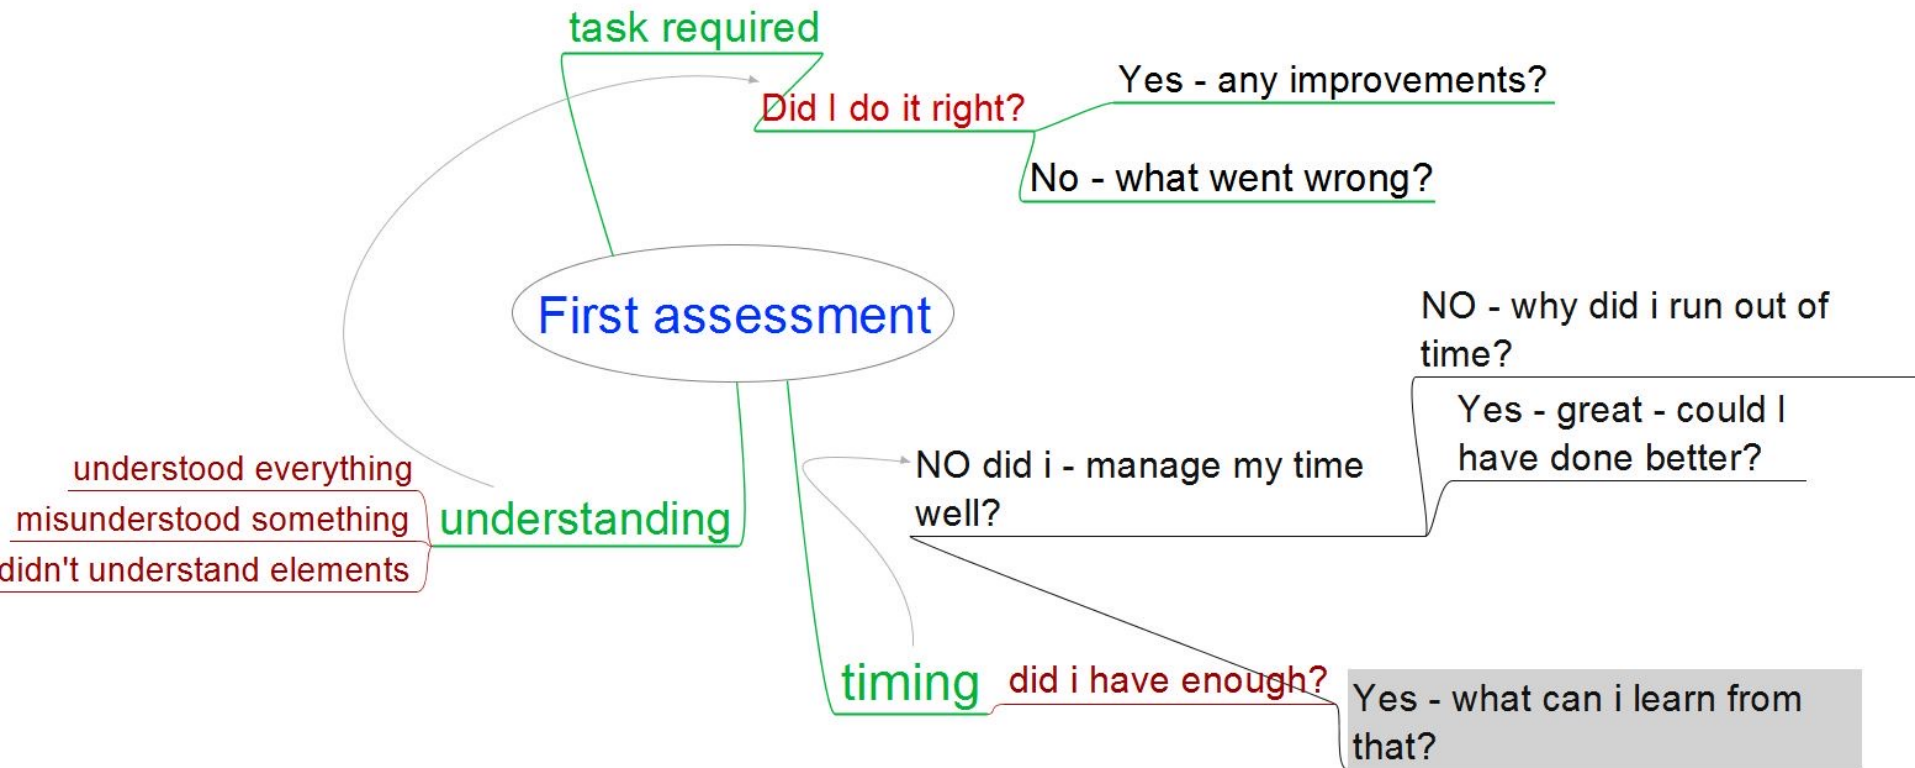 task required
Did I do it right?
Yes - any improvements?
No - what went wrong?
First assessment
NO - why did i run out of
time?
Yes - great - could I
have done better?
NO did i - manage my time
well?
understood everything
misunderstood something
didn't understand elements
understanding
timing
did i have enough?
Yes - what can i learn from
that?